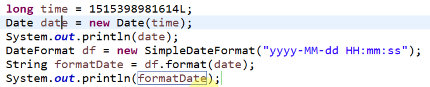 long time = 1515398981614L;
Date date = new Date(time);
System.out.println(date);
DateFormat df = new SimpleDateFormat("yyyy-MM-dd HH:mm:ss");
String formatDate = df.format(date);
System.out.println(formatDate);